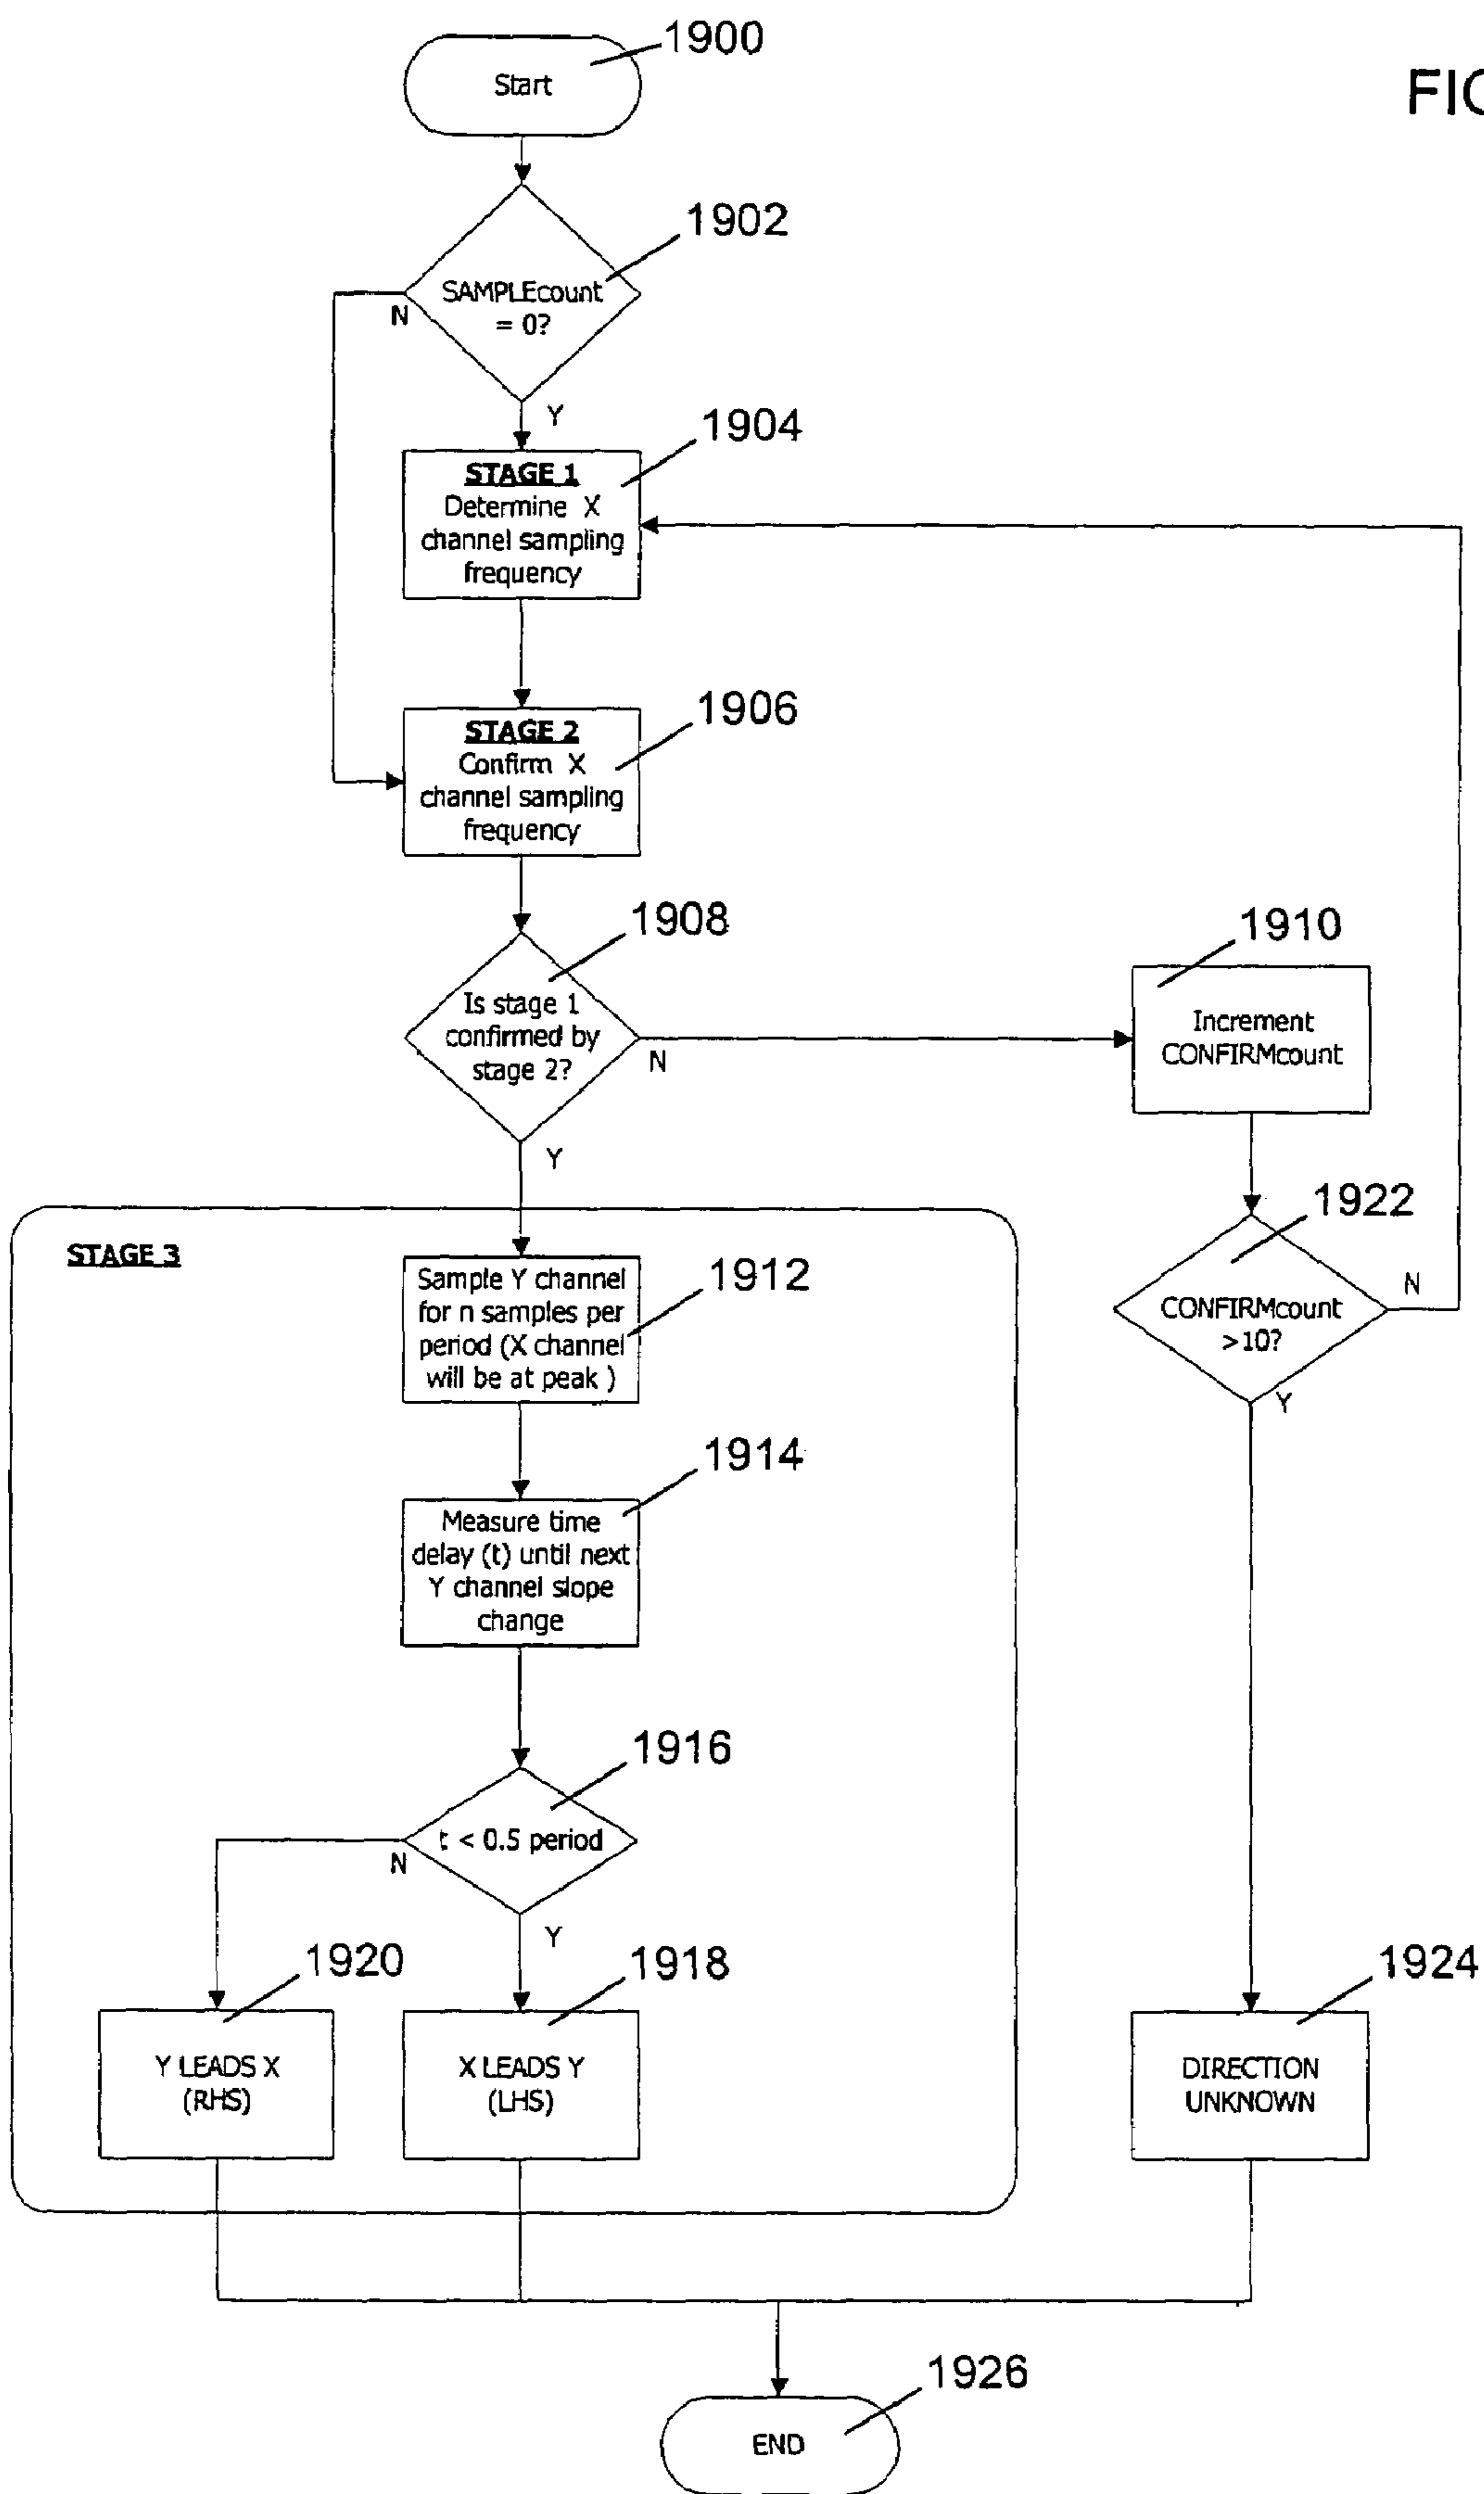 1900
Start
FIG
1902
SAMPLEcount
= 0?
N
Y
1904
STAGE 1
Determine X
channel sampling
frequency
1906
STAGE 2
Confirm X
channel sampling
frequency
1908
Is stage 1
confirmed by
stage 2?
N
Y
1910
Increment
CONFIRMcount
1922
CONFIRMcount
>10?
N
Y
STAGE 3
1912
Sample Y channel
for n samples per
period (X channel
will be at peak )
1914
Measure time
delay (t) until next
Y channel slope
change
1916
t < 0.5 period
N
Y
1920
Y LEADS X
(RHS)
1918
X LEADS Y
(LHS)
1924
DIRECTION
UNKNOWN
1926
END